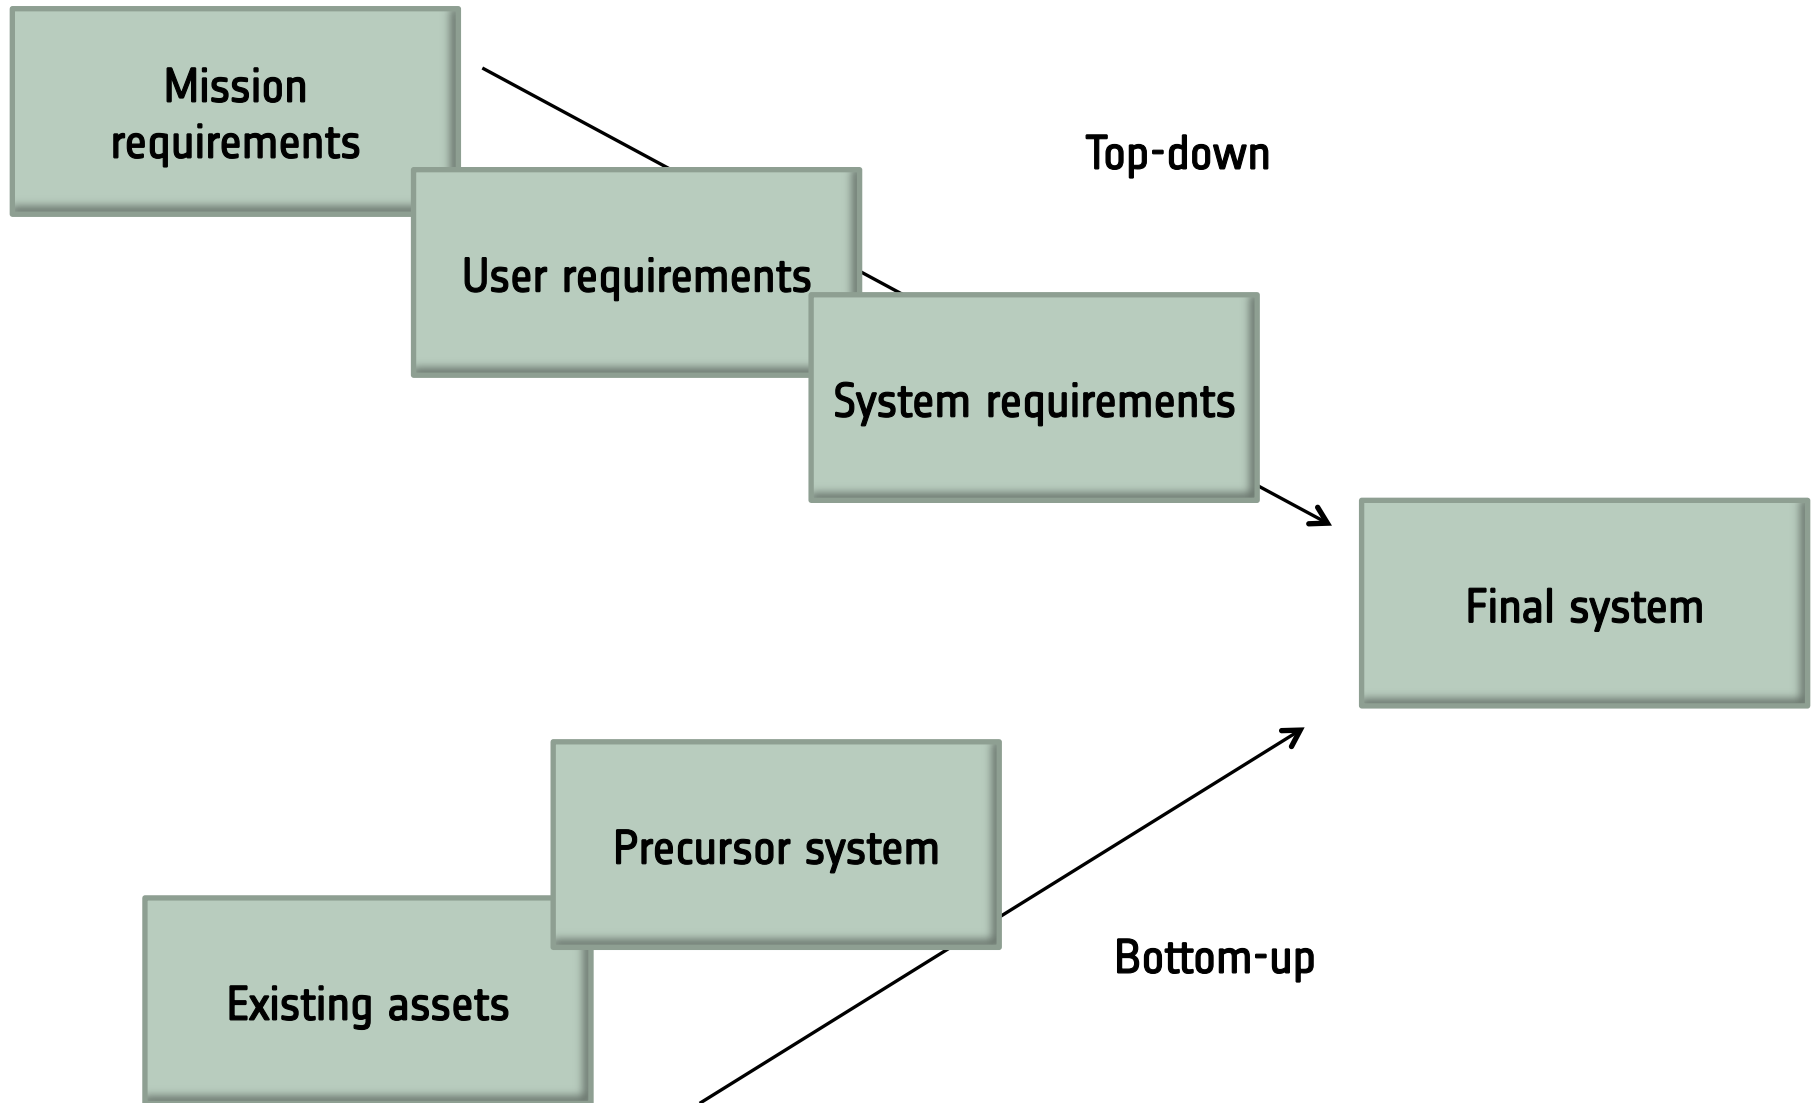 Mission
requirements
Top-down
User requirements
System requirements
Final system
Precursor system
Bottom-up
Existing assets